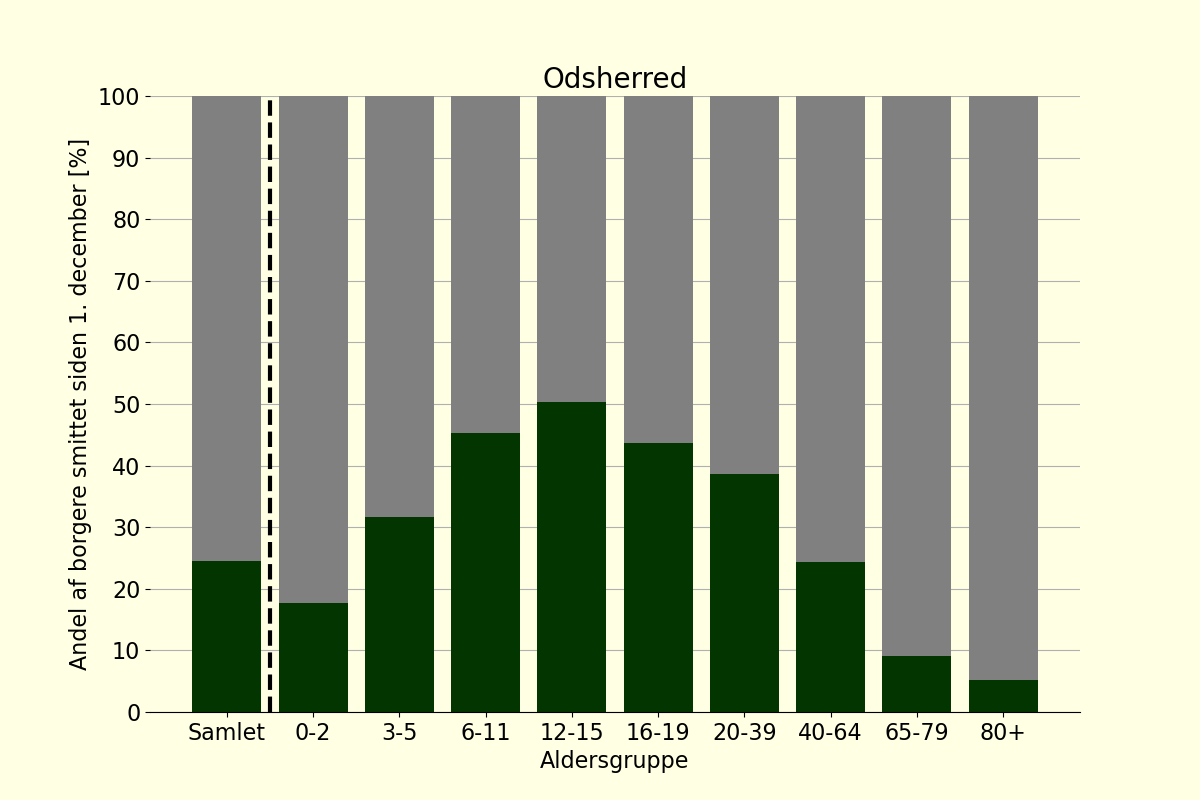 Odsherred
Andel af borgere smittet siden 1. december [%]
100
90
80
70
60
50
40
30
20
10
0
Samlet 0-2 3-5 6-11 12-15 16-19 20-39 40-64 65-79 80+
Aldersgruppe